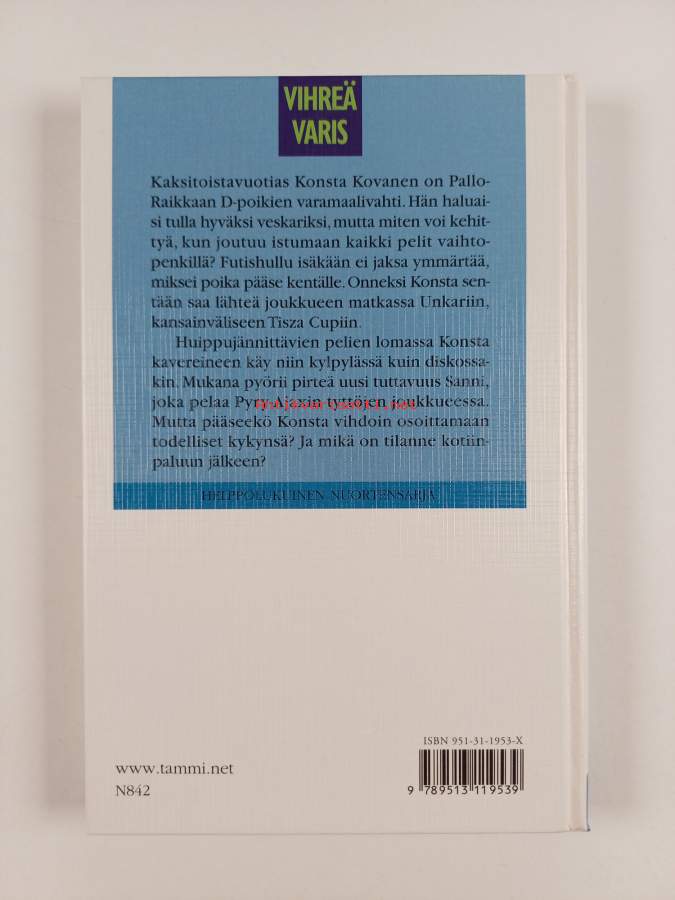 VIHREÄ
VARIS
Kaksitoistavuotias Konsta Kovanen on Pallo-
Raikkaan D-poikien varamaalivahti. Hän haluai-
si tulla hyväksi veskariksi, mutta miten voi kehit-
tyä, kun joutuu istumaan kaikki pelit vaihto-
penkillä? Futishullu isäkään ei jaksa ymmärtää,
miksei poika pääse kentälle. Onneksi Konsta sen-
tään saa lähteä joukkueen matkassa Unkariin,
kansainväliseen Tisza Cupiin.
Huippujännittävien pelien lomassa Konsta
kavereineen käy niin kylpylässä kuin diskossa-
kin. Mukana pyörii pirteä uusi tuttavuus Sanni,
joka pelaa Pyry-Ajaxin tyttöjen joukkueessa.
Mutta pääseekö Konsta vihdoin osoittamaan
todelliset kykynsä? Ja mikä on tilanne kotiin-
paluun jälkeen?
HELPPOLUKUINEN NUORTENSARJA
ISBN 951-31-1953-X
www.tammi.net
N842
9 789513 119539